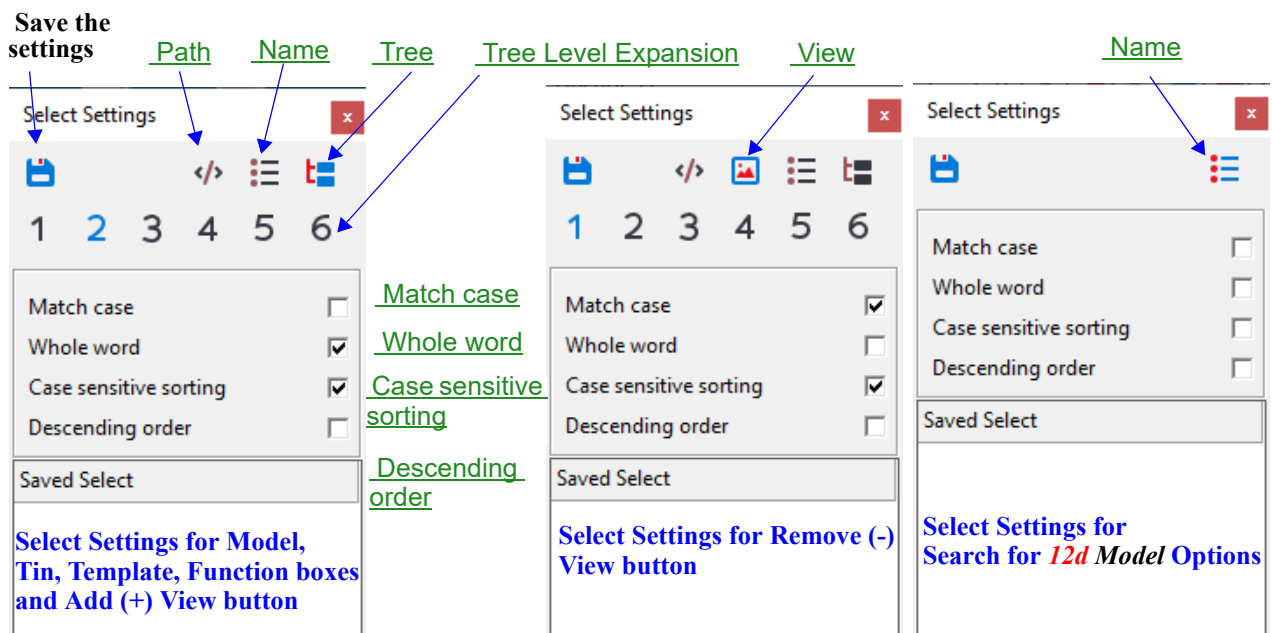 Save the
settings
Path
Name
Tree
Tree Level Expansion
View
Name
Select Settings
x
1 2 3 4 5 6
Match case
Whole word
Case sensitive sorting
Descending order
Saved Select
Select Settings for Model,
Tin, Template, Function boxes
and Add (+) View button
Match case
Whole word
Case sensitive
sorting
Descending
order
Select Settings
x
1 2 3 4 5 6
Match case
Whole word
Case sensitive sorting
Descending order
Saved Select
Select Settings for Remove (-)
View button
Select Settings
x
Match case
Whole word
Case sensitive sorting
Descending order
Saved Select
Select Settings for
Search for 12d Model Options